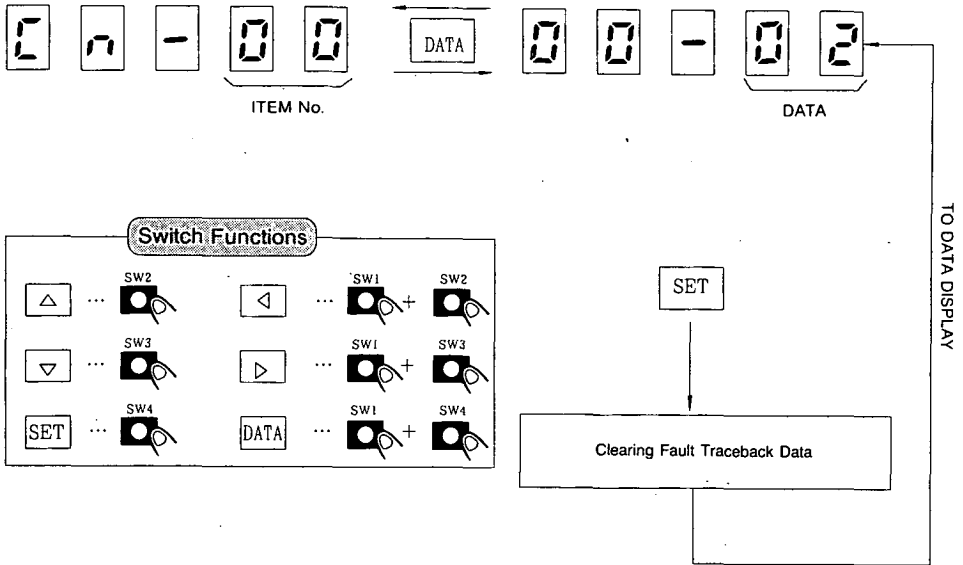 Cn-00 DATA 00-02
ITEM No. DATA
TO DATA DISPLAY
Switch Functions
SW2 SW1 SW2
△ ... ◁ ... +
SW3 SW1 SW3
▽ ... ▷ ... +
SW4 SW1 SW4
SET ... DATA ... +
SET
Clearing Fault Traceback Data